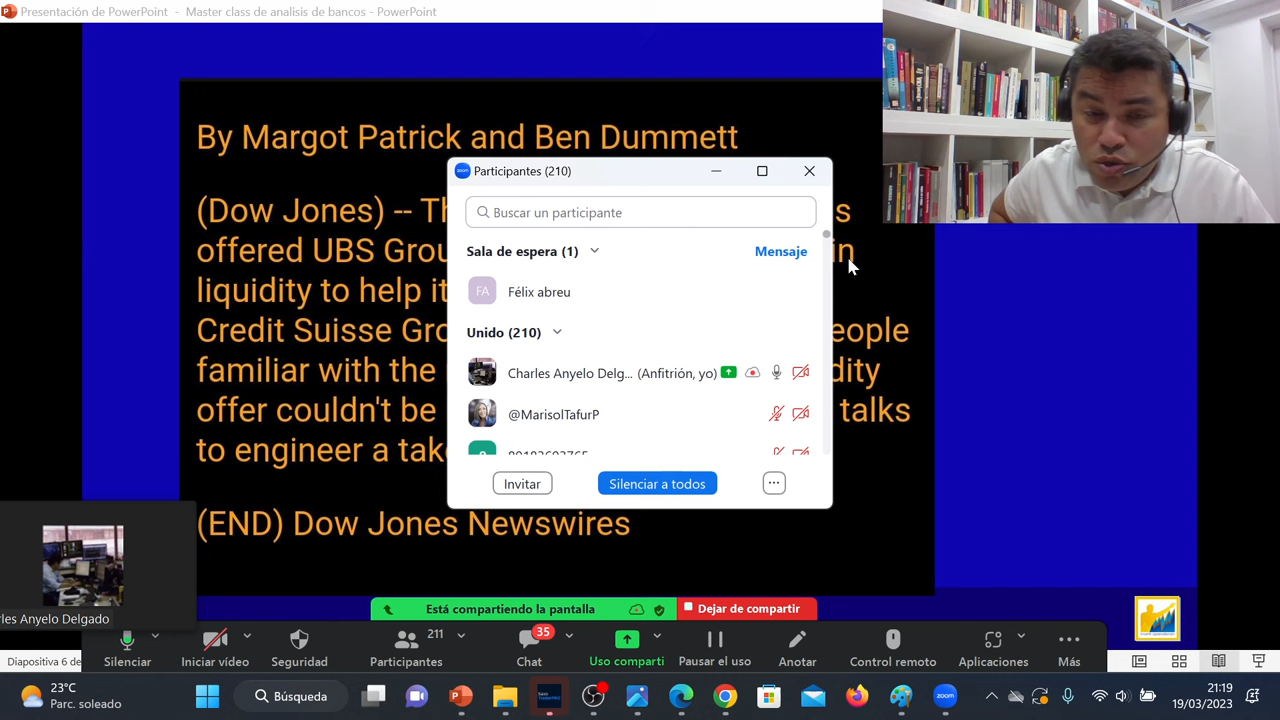 Presentación de PowerPoint - Master class de analisis de bancos - PowerPoint
By Margot Patrick and Ben Dummett
(Dow Jones) -- Th
s
offered UBS Grou
in
liquidity to help it
Credit Suisse Gro
eople
familiar with the
dity
offer couldn't be
talks
to engineer a take
(END) Dow Jones Newswires
zoom
Participantes (210)
Buscar un participante
Sala de espera (1)
Mensaje
FA
Félix abreu
Unido (210)
Charles Anyelo Delg... (Anfitrión, yo)
@MarisolTafurP
Invitar
Silenciar a todos
...
les Anyelo Delgado
Está compartiendo la pantalla
Dejar de compartir
Silenciar
Iniciar vídeo
Seguridad
Participantes
211
Chat
35
Uso comparti
Pausar el uso
Anotar
Control remoto
Aplicaciones
Más
Diapositiva 6 de
23°C
Parc. soleado
Búsqueda
zoom
21:19
19/03/2023